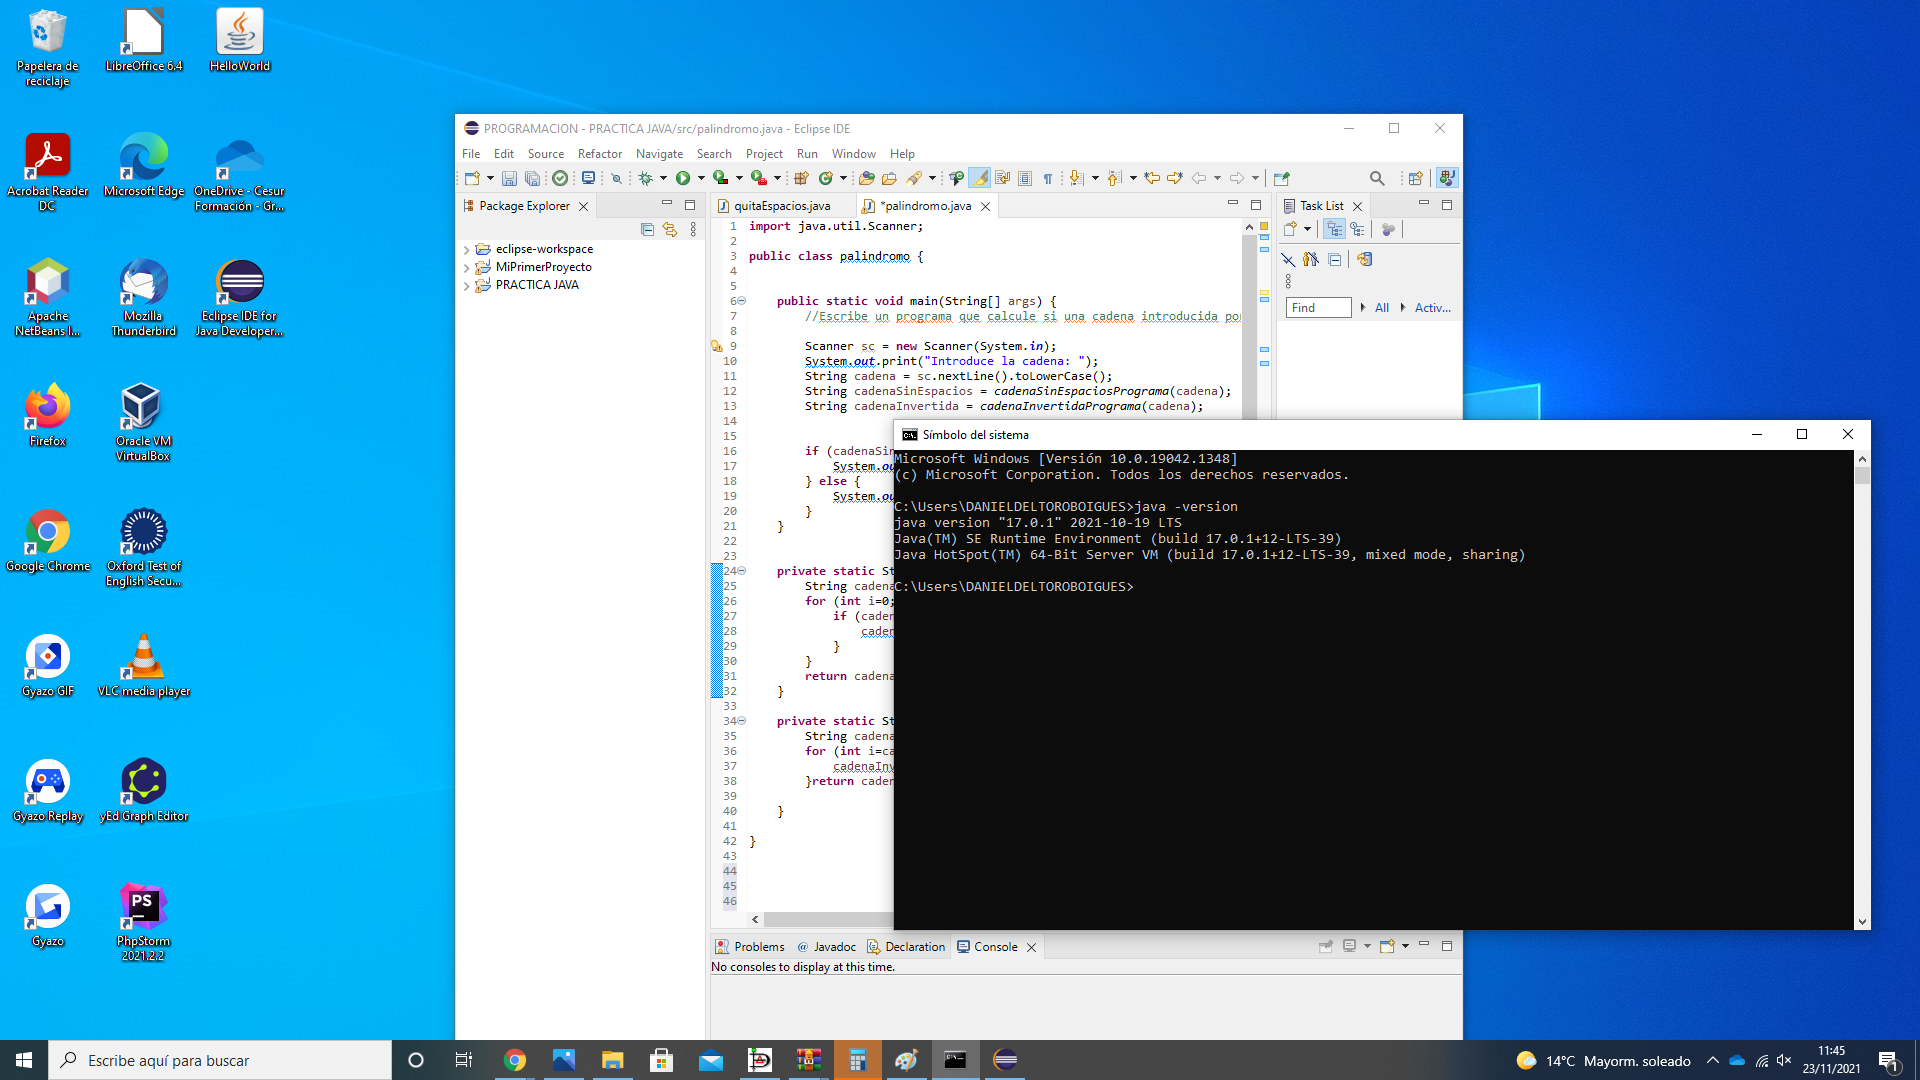 Papelera de
reciclaje
LibreOffice 6.4
HelloWorld
Acrobat Reader
DC
Microsoft Edge
OneDrive - Cesur
Formación - Gr...
Apache
NetBeans I...
Mozilla
Thunderbird
Eclipse IDE for
Java Developer...
Firefox
Oracle VM
VirtualBox
Google Chrome
Oxford Test of
English Secu...
Gyazo GIF
VLC media player
Gyazo Replay
yEd Graph Editor
Gyazo
PhpStorm
2021.2.2
PROGRAMACION - PRACTICA JAVA/src/palindromo.java - Eclipse IDE
File Edit Source Refactor Navigate Search Project Run Window Help
Package Explorer
eclipse-workspace
MiPrimerProyecto
PRACTICA JAVA
quitaEspacios.java
*palindromo.java
1 import java.util.Scanner;
2
3 public class palindromo {
4
5
6 public static void main(String[] args) {
7 //Escribe un programa que calcule si una cadena introducida po
8
9 Scanner sc = new Scanner(System.in);
10 System.out.print("Introduce la cadena: ");
11 String cadena = sc.nextLine().toLowerCase();
12 String cadenaSinEspacios = cadenaSinEspaciosPrograma(cadena);
13 String cadenaInvertida = cadenaInvertidaPrograma(cadena);
14
15
16 if (cadenaSin
17 System.ou
18 } else {
19 System.ou
20 }
21 }
22
23
24 private static St
25 String cadena
26 for (int i=0;
27 if (caden
28 caden
29 }
30 }
31 return cadena
32 }
33
34 private static St
35 String cadena
36 for (int i=ca
37 cadenaInv
38 }return caden
39
40 }
41
42 }
43
44
45
46
Task List
Find
All
Activ...
Símbolo del sistema
Microsoft Windows [Versión 10.0.19042.1348]
(c) Microsoft Corporation. Todos los derechos reservados.
C:\Users\DANIELDELTOROBOIGUES>java -version
java version "17.0.1" 2021-10-19 LTS
Java(TM) SE Runtime Environment (build 17.0.1+12-LTS-39)
Java HotSpot(TM) 64-Bit Server VM (build 17.0.1+12-LTS-39, mixed mode, sharing)
C:\Users\DANIELDELTOROBOIGUES>
Problems
@ Javadoc
Declaration
Console
No consoles to display at this time.
Escribe aquí para buscar
14°C Mayorm. soleado
11:45
23/11/2021
1